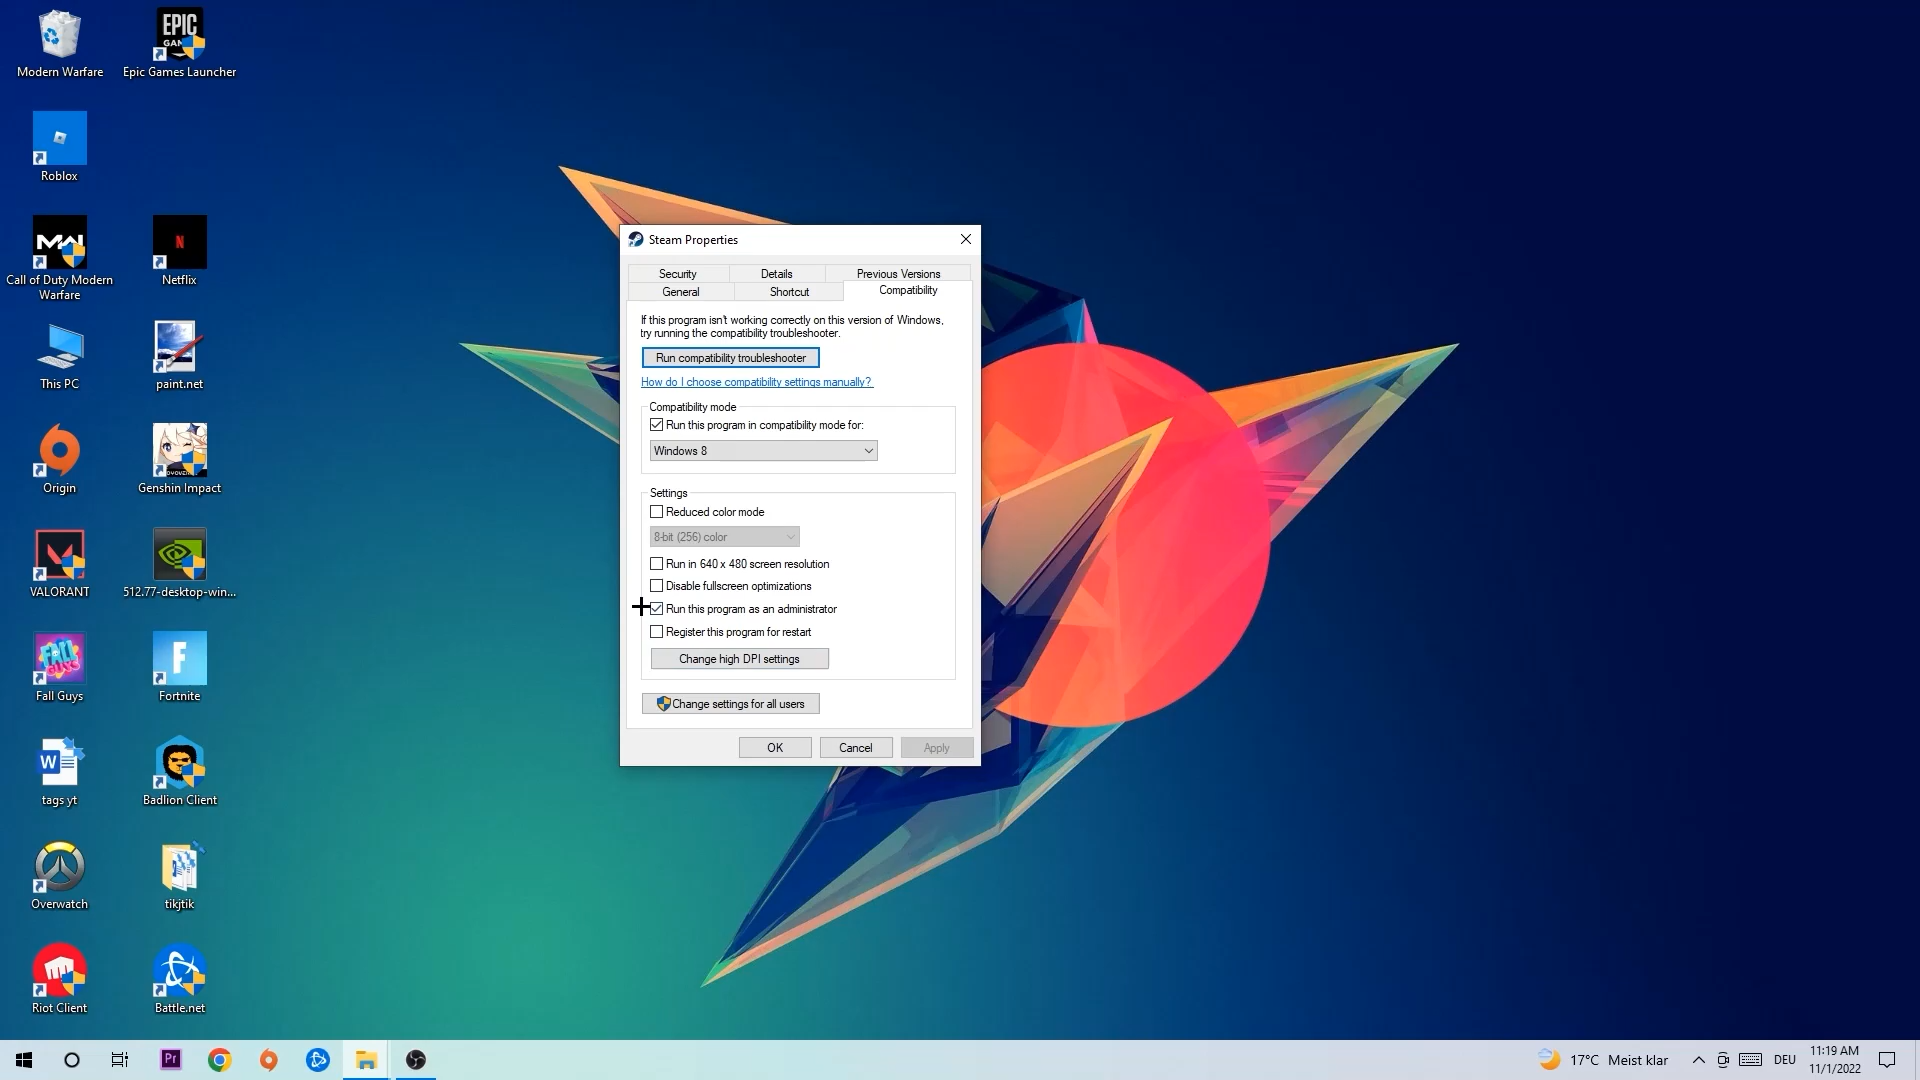 Modern Warfare
EPIC
GAM
Epic Games Launcher
Roblox
MW
Call of Duty Modern
Warfare
N
Netflix
This PC
paint.net
Origin
Genshin Impact
VALORANT
512.77-desktop-win...
FALL
GUYS
Fall Guys
F
Fortnite
W
tags yt
Badlion Client
Overwatch
tikjtik
Riot Client
Battle.net
Steam Properties
Security
Details
Previous Versions
General
Shortcut
Compatibility
If this program isn't working correctly on this version of Windows,
try running the compatibility troubleshooter.
Run compatibility troubleshooter
How do I choose compatibility settings manually?
Compatibility mode
Run this program in compatibility mode for:
Windows 8
Settings
Reduced color mode
8-bit (256) color
Run in 640 x 480 screen resolution
Disable fullscreen optimizations
Run this program as an administrator
Register this program for restart
Change high DPI settings
Change settings for all users
OK
Cancel
Apply
Pr
17°C Meist klar
DEU
11:19 AM
11/1/2022